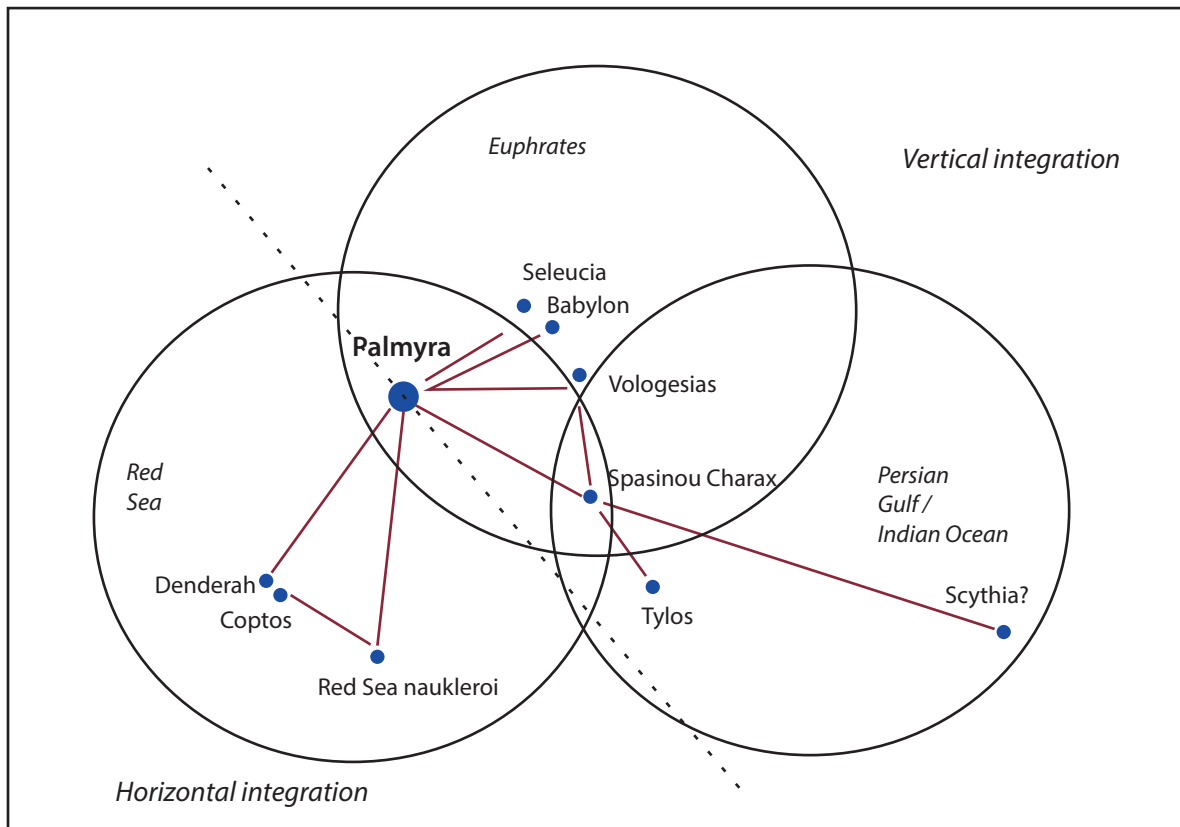 Euphrates
Vertical integration
Seleucia
Babylon
Palmyra
Vologesias
Red
Sea
Spasinou Charax
Persian
Gulf /
Indian Ocean
Denderah
Coptos
Tylos
Scythia?
Red Sea naukleroi
Horizontal integration